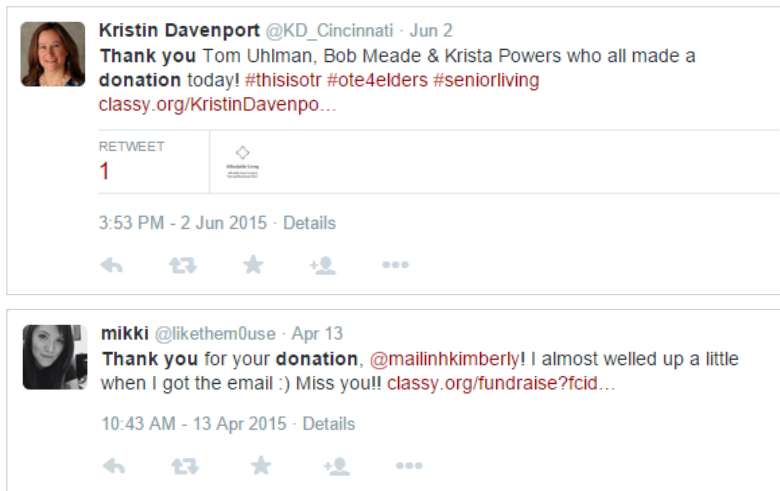 Kristin Davenport @KD_Cincinnati · Jun 2
Thank you Tom Uhlman, Bob Meade & Krista Powers who all made a
donation today! #thisisotr #ote4elders #seniorliving
classy.org/KristinDavenpo…
RETWEET
1
Affordable Living
3:53 PM - 2 Jun 2015 · Details
mikki @likethem0use · Apr 13
Thank you for your donation, @mailinhkimberly! I almost welled up a little
when I got the email :) Miss you!! classy.org/fundraise?fcid…
10:43 AM - 13 Apr 2015 · Details